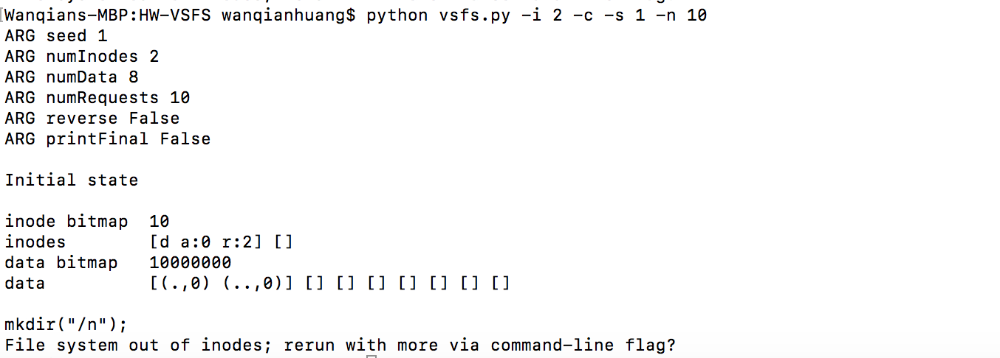 Wanqians-MBP:HW-VSFS wanqianhuang$ python vsfs.py -i 2 -c -s 1 -n 10
ARG seed 1
ARG numInodes 2
ARG numData 8
ARG numRequests 10
ARG reverse False
ARG printFinal False
Initial state
inode bitmap  10
inodes        [d a:0 r:2] []
data bitmap   10000000
data          [(.,0) (..,0)] [] [] [] [] [] [] []
mkdir("/n");
File system out of inodes; rerun with more via command-line flag?